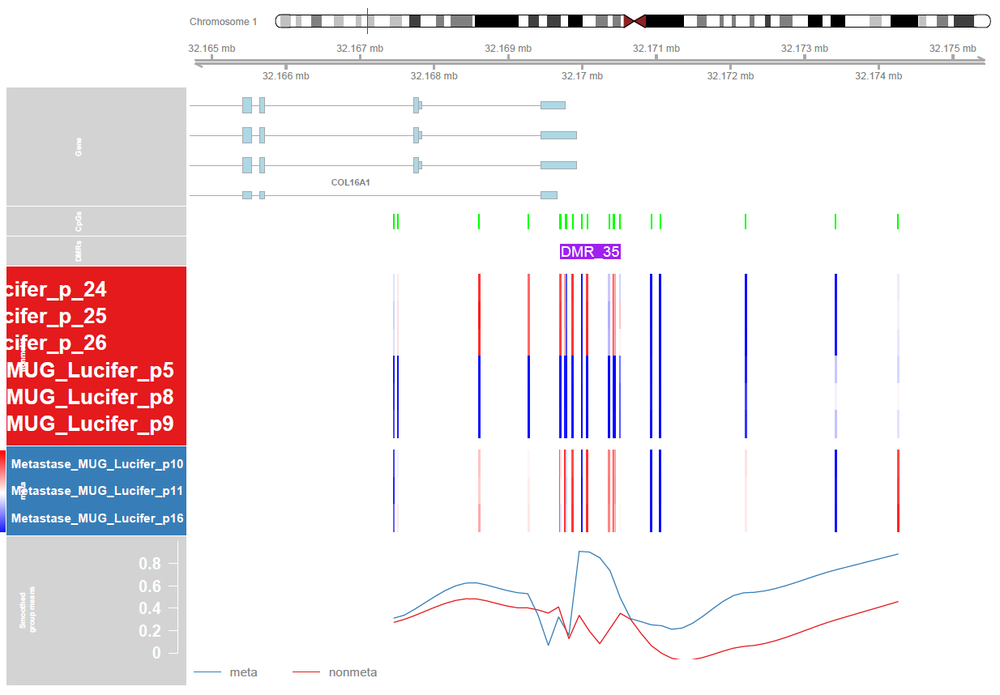 Chromosome 1
32.165 mb 32.167 mb 32.169 mb 32.171 mb 32.173 mb 32.175 mb
32.166 mb 32.168 mb 32.17 mb 32.172 mb 32.174 mb
Gene
COL16A1
CpGs
DMRs
DMR_35
cifer_p_24
cifer_p_25
cifer_p_26
MUG_Lucifer_p5
MUG_Lucifer_p8
MUG_Lucifer_p9
Metastase_MUG_Lucifer_p10
meta
Metastase_MUG_Lucifer_p11
Metastase_MUG_Lucifer_p16
Smoothed
group means
0.8
0.6
0.4
0.2
0
meta nonmeta